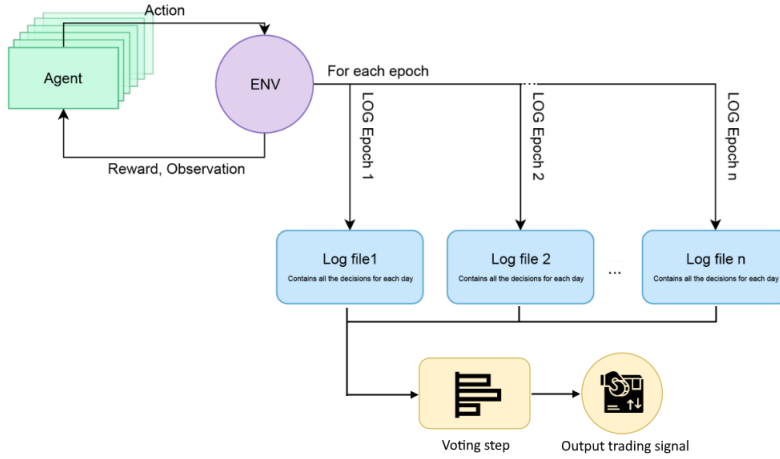 Action
Agent
ENV
For each epoch
Reward, Observation
LOG Epoch 1
LOG Epoch 2
LOG Epoch n
Log file1
Contains all the decisions for each day
Log file 2
Contains all the decisions for each day
...
Log file n
Contains all the decisions for each day
Voting step
Output trading signal